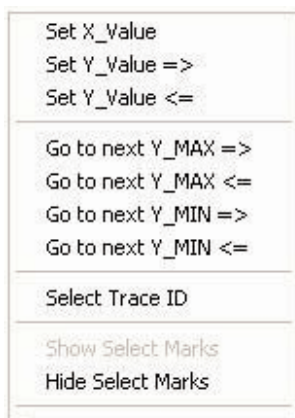 Set X_Value
Set Y_Value =>
Set Y_Value <=
Go to next Y_MAX =>
Go to next Y_MAX <=
Go to next Y_MIN =>
Go to next Y_MIN <=
Select Trace ID
Show Select Marks
Hide Select Marks